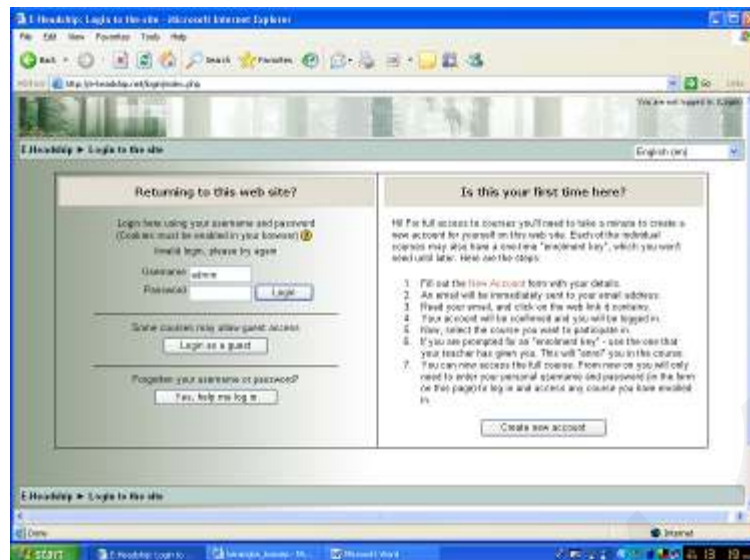 E-Headship: Login to the site - Microsoft Internet Explorer
File Edit View Favorites Tools Help
Back Search Favorites
http://e-headship.net/login/index.php Go Links
You are not logged in. (Login)
E-Headship ► Login to the site English (en)
Returning to this web site?
Login here using your username and password
(Cookies must be enabled in your browser)
Invalid login, please try again
Username: admin
Password: Login
Some courses may allow guest access
Login as a guest
Forgotten your username or password?
Yes, help me log in
Is this your first time here?
Hi! For full access to courses you'll need to take a minute to create a
new account for yourself on this web site. Each of the individual
courses may also have a one-time "enrolment key", which you won't
need until later. Here are the steps:
1. Fill out the New Account form with your details.
2. An email will be immediately sent to your email address.
3. Read your email, and click on the web link it contains.
4. Your account will be confirmed and you will be logged in.
5. Now, select the course you want to participate in.
6. If you are prompted for an "enrolment key" - use the one that
your teacher has given you. This will "enrol" you in the course.
7. You can now access the full course. From now on you will only
need to enter your personal username and password (in the form
on this page) to log in and access any course you have enrolled
in.
Create new account
E-Headship ► Login to the site
Done Internet
start E-Headship: Login to ... Microsoft Word